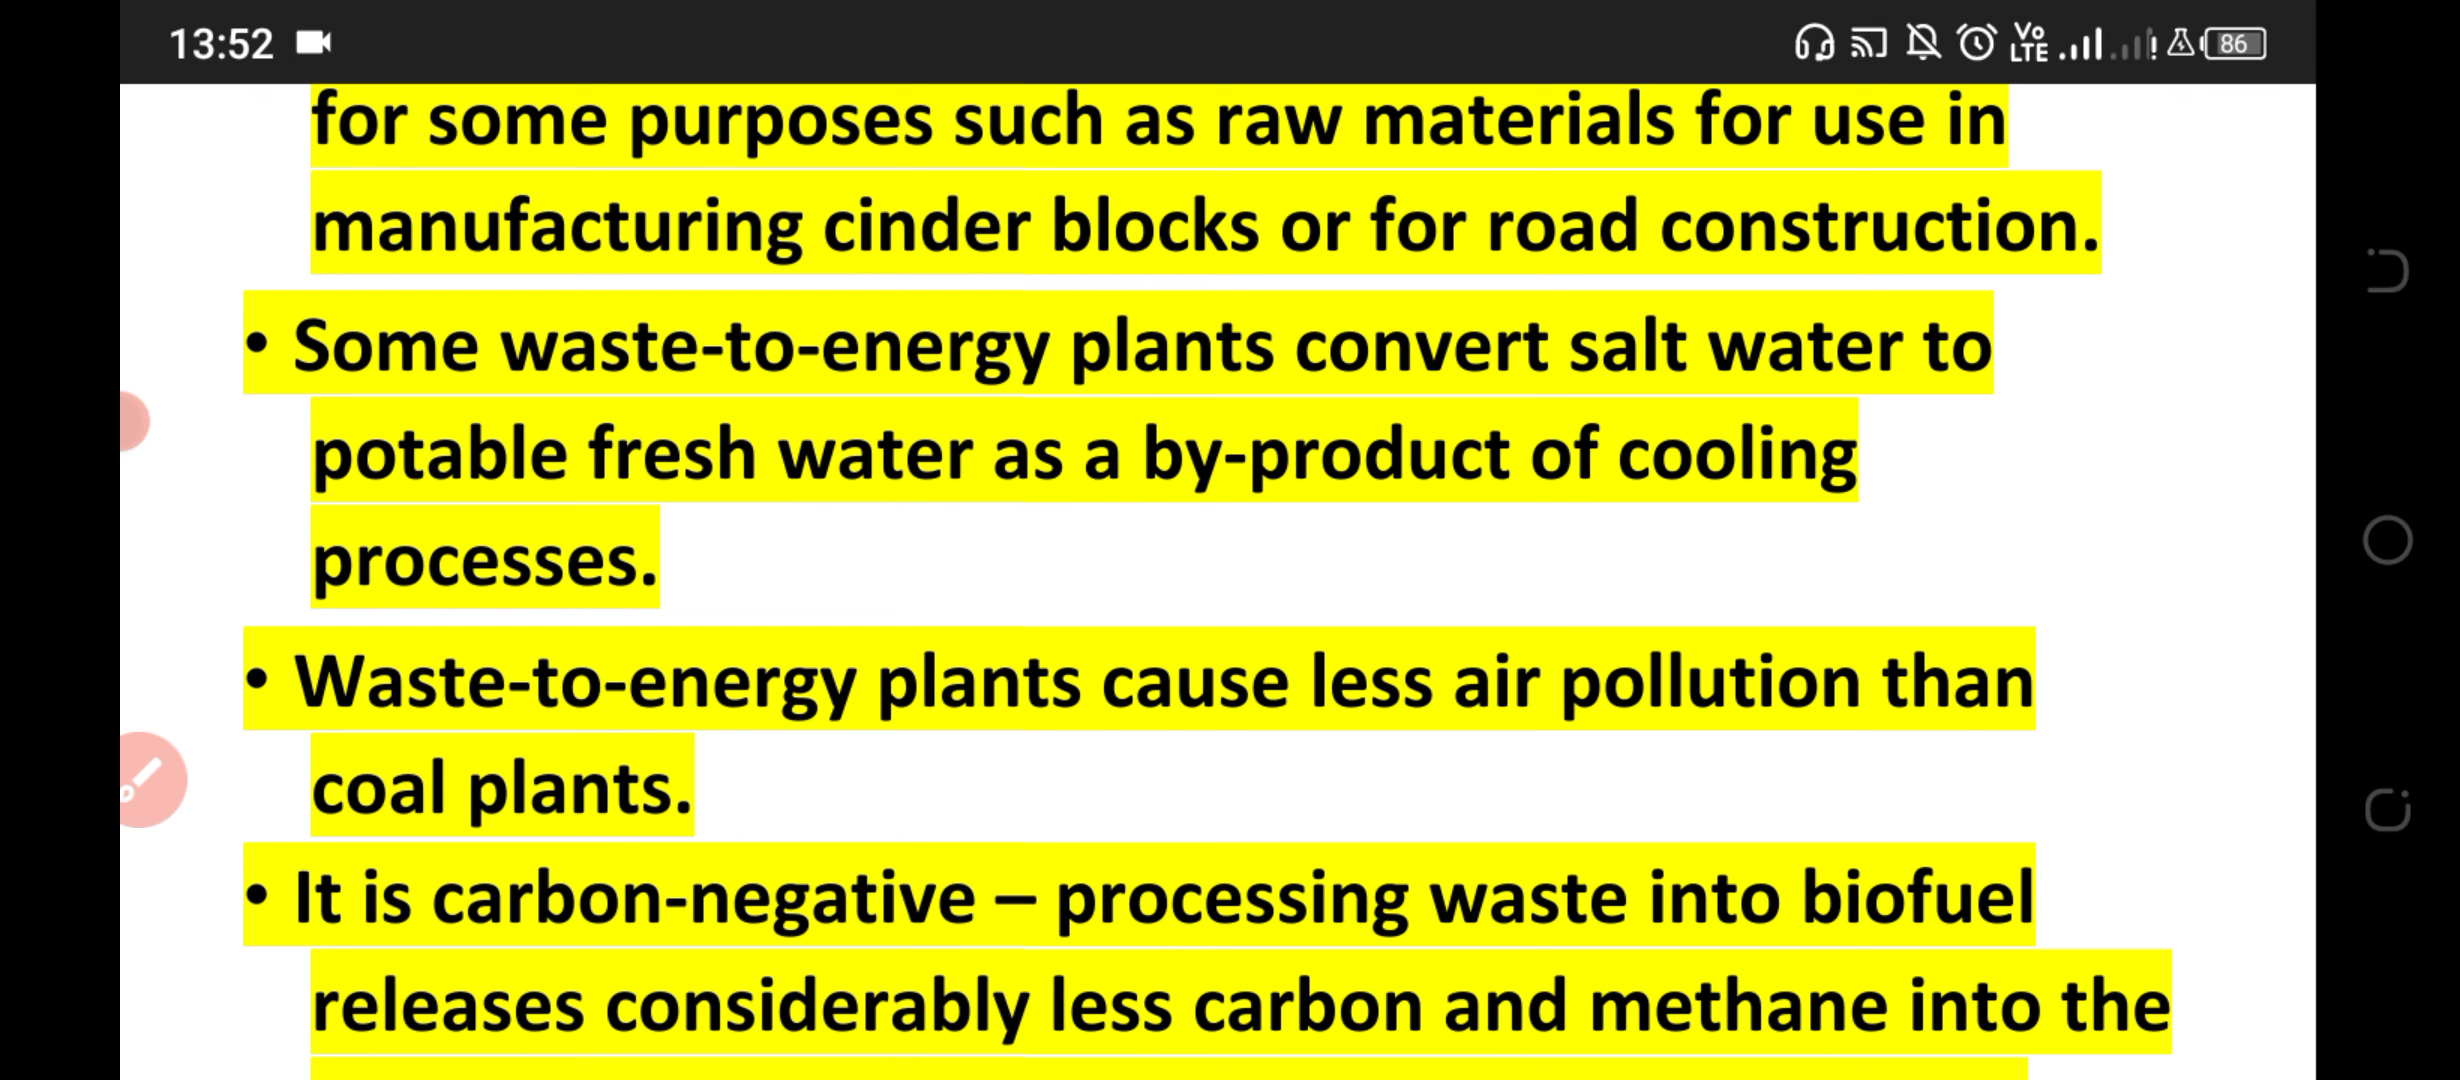 13:52 Vo LTE 86
for some purposes such as raw materials for use in
manufacturing cinder blocks or for road construction.
• Some waste-to-energy plants convert salt water to
potable fresh water as a by-product of cooling
processes.
• Waste-to-energy plants cause less air pollution than
coal plants.
• It is carbon-negative – processing waste into biofuel
releases considerably less carbon and methane into the